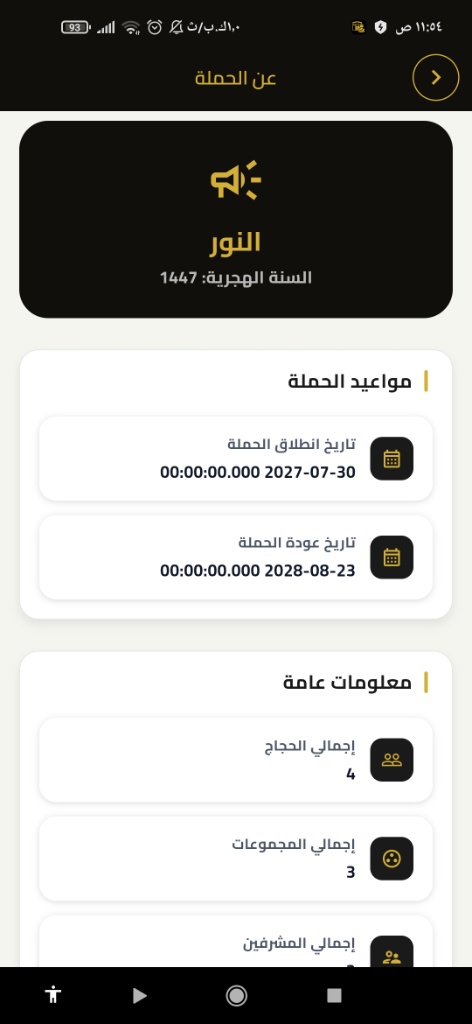 ١١:٥٤ ص
١,٠ك.ب/ث
93
عن الحملة
النور
السنة الهجرية: 1447
مواعيد الحملة
تاريخ انطلاق الحملة
2027-07-30 00:00:00.000
تاريخ عودة الحملة
2028-08-23 00:00:00.000
معلومات عامة
إجمالي الحجاج
4
إجمالي المجموعات
3
إجمالي المشرفين